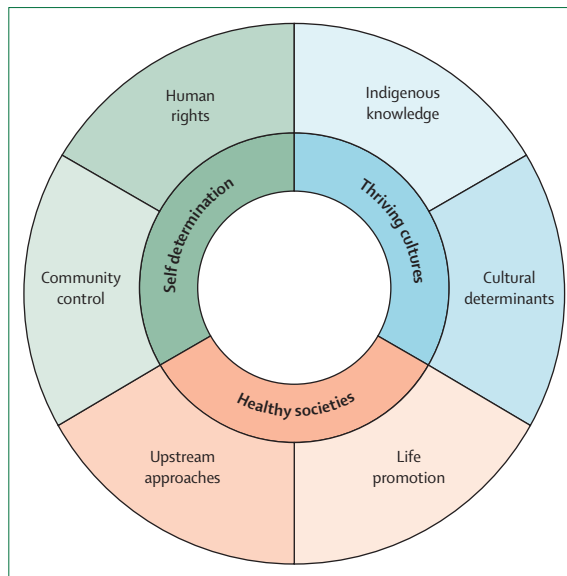 Human
rights
Indigenous
knowledge
Self determination
Thriving cultures
Community
control
Cultural
determinants
Healthy societies
Upstream
approaches
Life
promotion